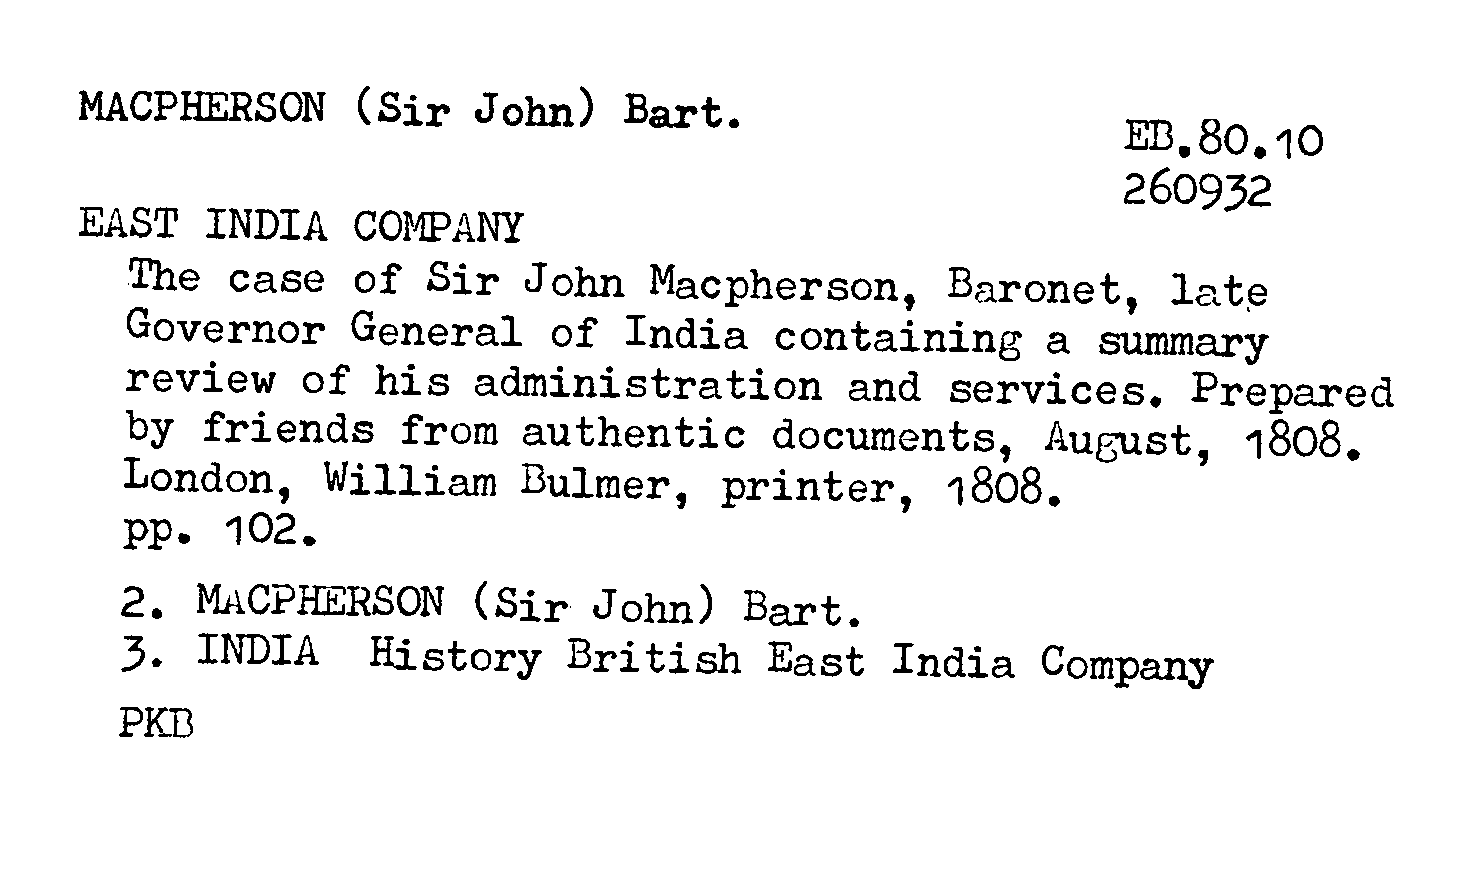 MACPHERSON (Sir John) Bart.
EB.80.10
260932
EAST INDIA COMPANY
The case of Sir John Macpherson, Baronet, late
Governor General of India containing a summary
review of his administration and services. Prepared
by friends from authentic documents, August, 1808.
London, William Bulmer, printer, 1808.
pp. 102.
2. MACPHERSON (Sir John) Bart.
3. INDIA History British East India Company
PKB